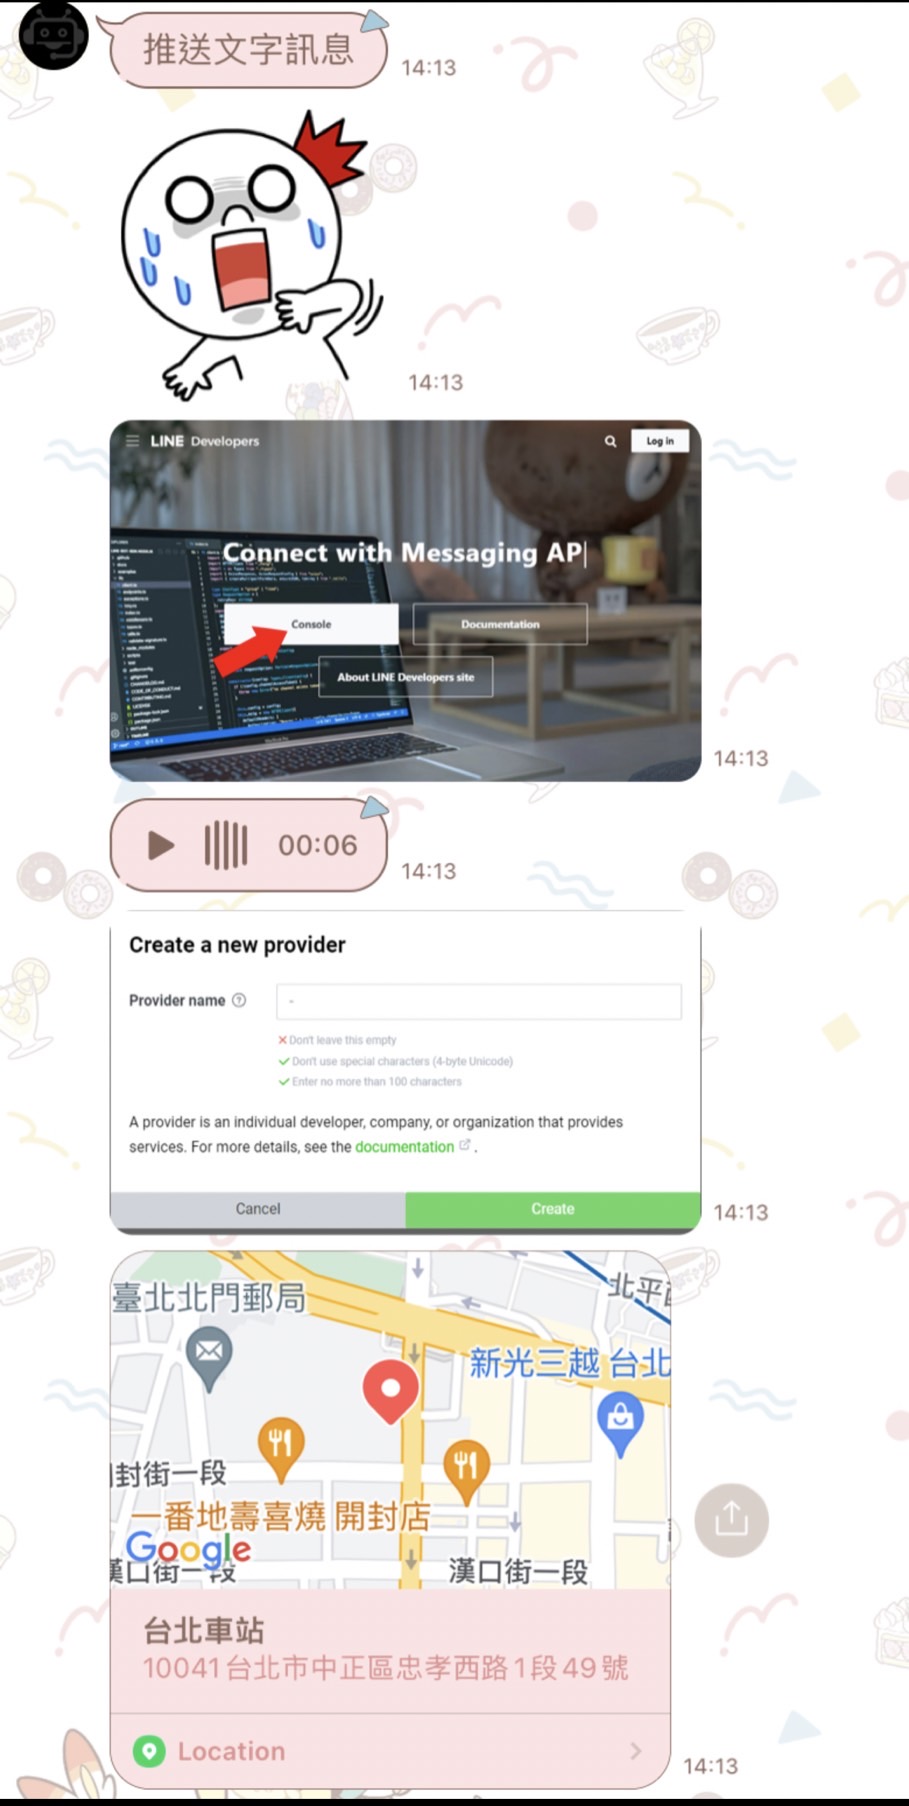 推送文字訊息
14:13
14:13
LINE Developers
Log in
Connect with Messaging AP
Console
Documentation
About LINE Developers site
14:13
00:06
14:13
Create a new provider
Provider name
-
Don't leave this empty
Don't use special characters (4-byte Unicode)
Enter no more than 100 characters
A provider is an individual developer, company, or organization that provides
services. For more details, see the documentation .
Cancel
Create
14:13
臺北北門郵局
北平
新光三越 台北
封街一段
一番地壽喜燒 開封店
Google
漢口街一段
漢口街一段
台北車站
10041台北市中正區忠孝西路1段49號
Location
14:13